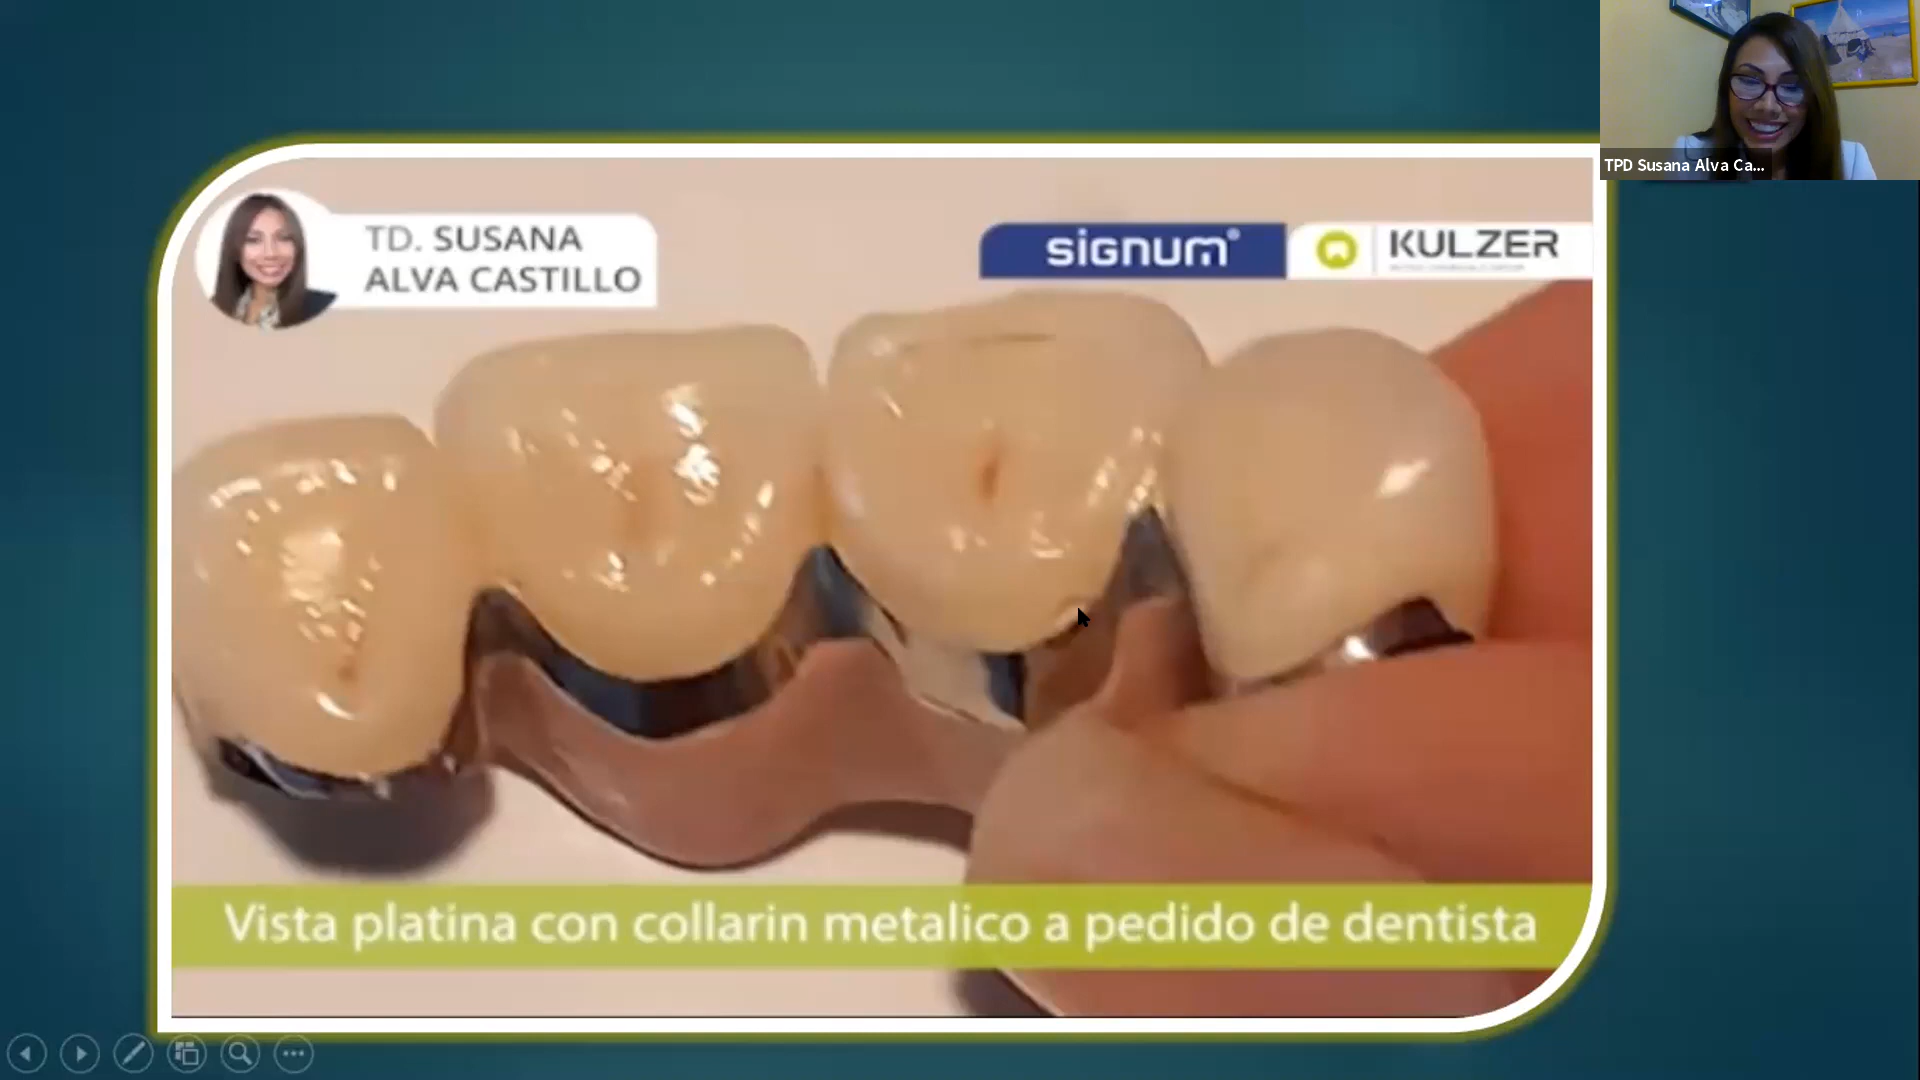 TPD Susana Alva Ca...
TD. SUSANA
ALVA CASTILLO
signum®
KULZER
Vista platina con collarin metalico a pedido de dentista